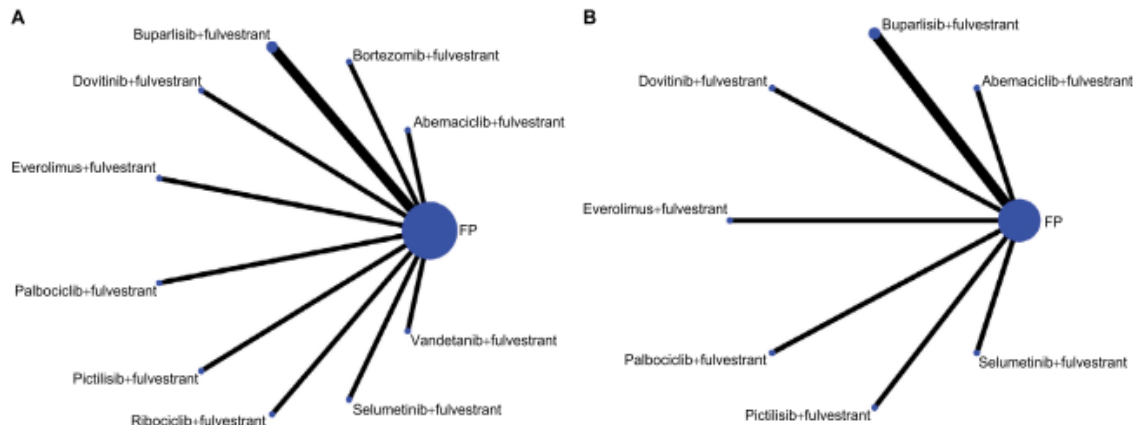 A
Buparlisib+fulvestrant
Bortezomib+fulvestrant
Dovitinib+fulvestrant
Abemaciclib+fulvestrant
Everolimus+fulvestrant
FP
Palbociclib+fulvestrant
Vandetanib+fulvestrant
Pictilisib+fulvestrant
Selumetinib+fulvestrant
Ribociclib+fulvestrant
B
Buparlisib+fulvestrant
Dovitinib+fulvestrant
Abemaciclib+fulvestrant
Everolimus+fulvestrant
FP
Palbociclib+fulvestrant
Selumetinib+fulvestrant
Pictilisib+fulvestrant